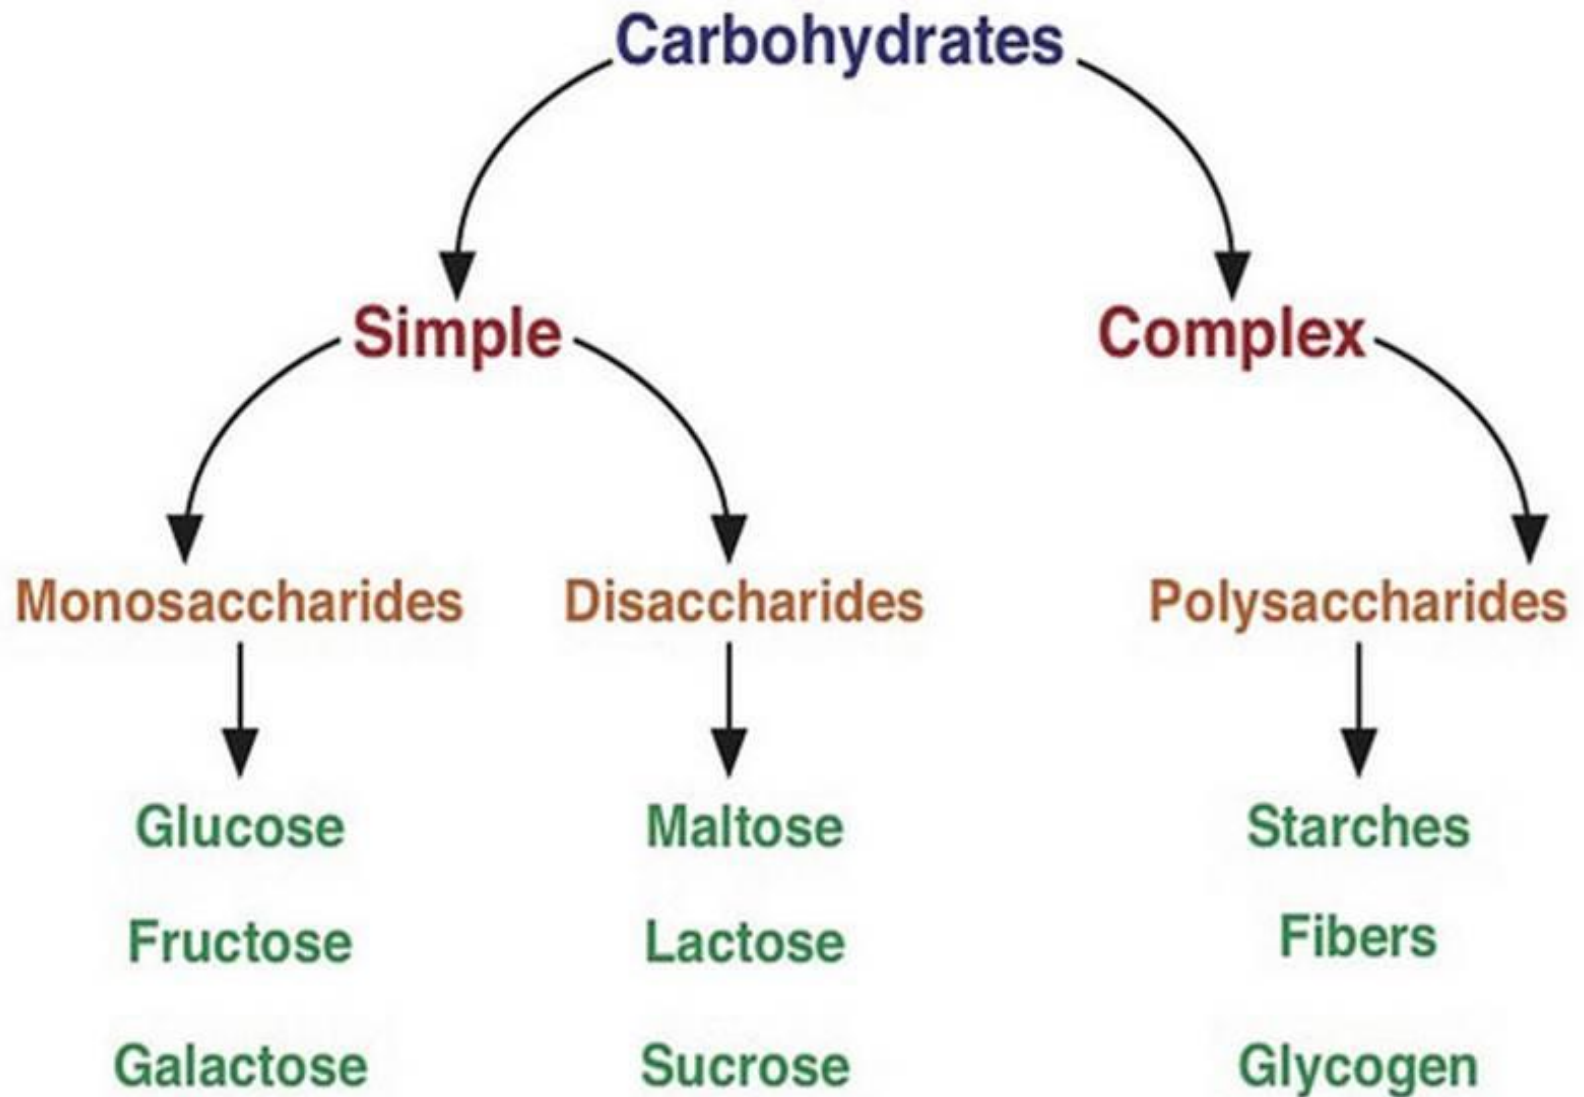 Carbohydrates
Simple
Complex
Monosaccharides
Disaccharides
Polysaccharides
Glucose
Maltose
Starches
Fructose
Lactose
Fibers
Galactose
Sucrose
Glycogen